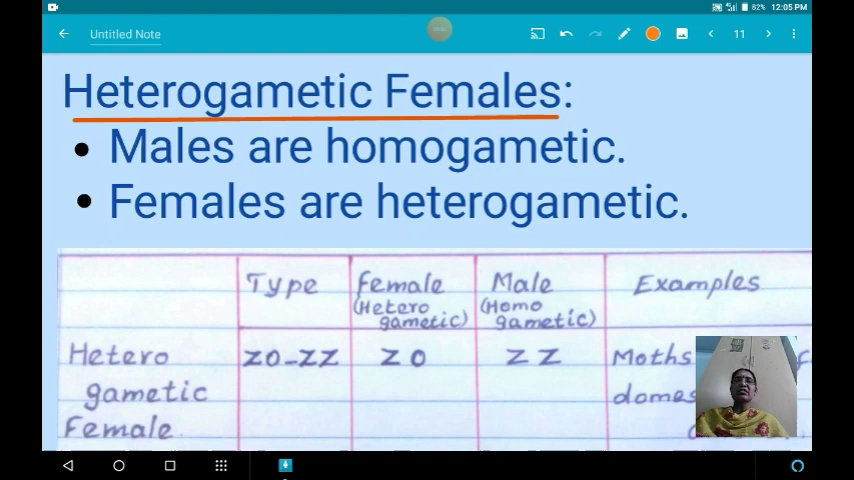 82% 12:05 PM
Untitled Note
11
Heterogametic Females:
• Males are homogametic.
• Females are heterogametic.
Type Female Male Examples
(Hetero gametic) (Homo gametic)
Hetero gametic Female ZO-ZZ ZO ZZ Moths
domes